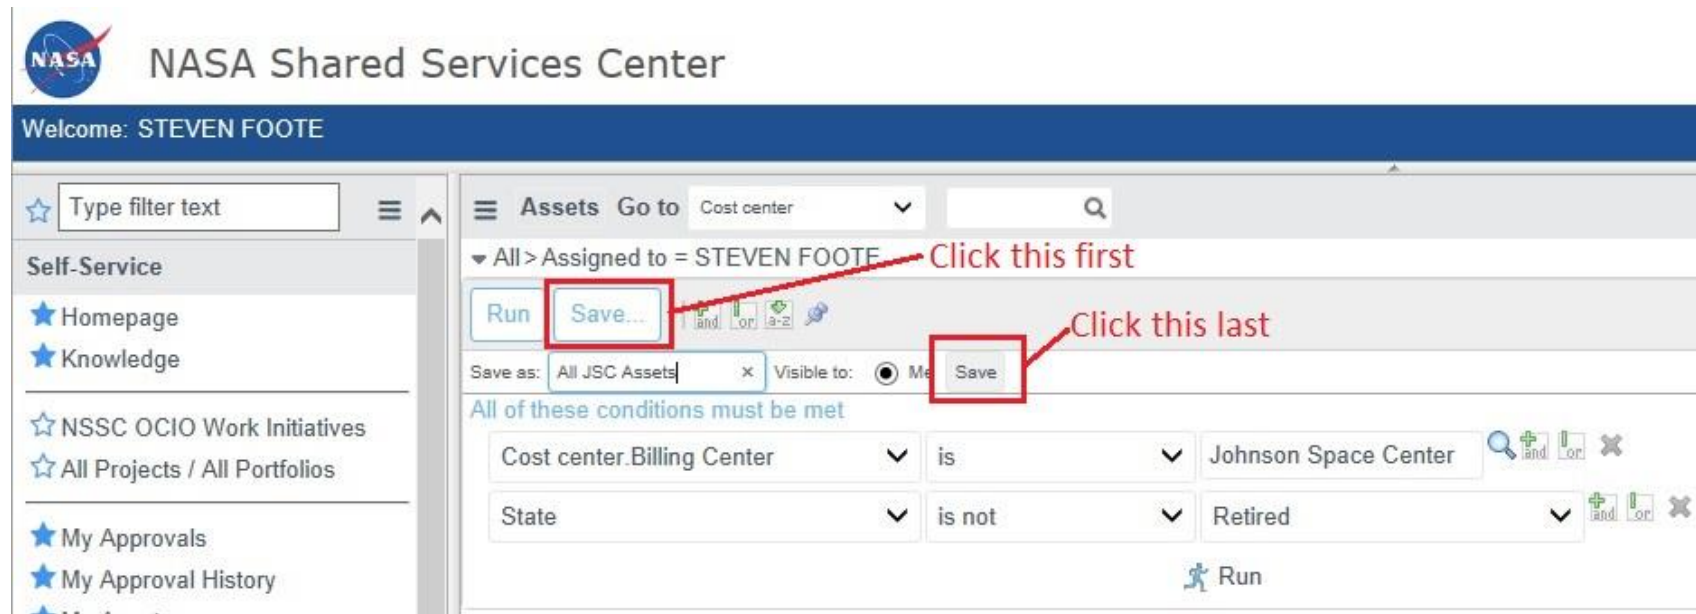 NASA
NASA Shared Services Center
Welcome: STEVEN FOOTE
Type filter text
Assets Go to Cost center
Self-Service
All > Assigned to = STEVEN FOOTE
Click this first
Homepage
Run Save... and or a-z
Click this last
Knowledge
Save as: All JSC Assets × Visible to: Me Save
All of these conditions must be met
NSSC OCIO Work Initiatives
Cost center.Billing Center is Johnson Space Center and or
All Projects / All Portfolios
State is not Retired and or
My Approvals
My Approval History
Run